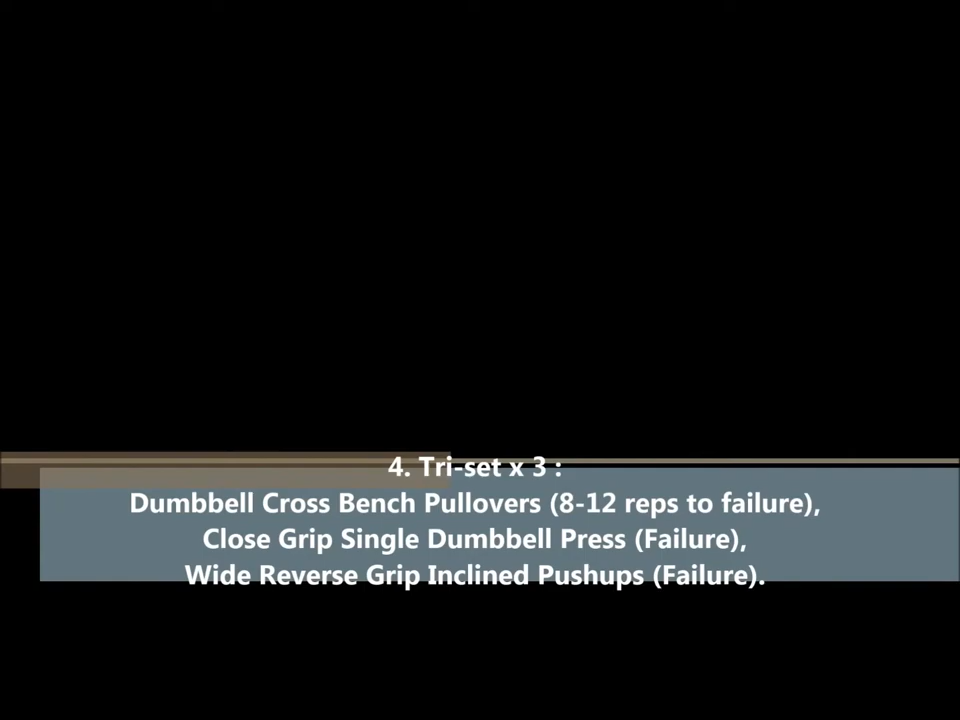 4. Tri-set x 3 :
Dumbbell Cross Bench Pullovers (8-12 reps to failure),
Close Grip Single Dumbbell Press (Failure),
Wide Reverse Grip Inclined Pushups (Failure).